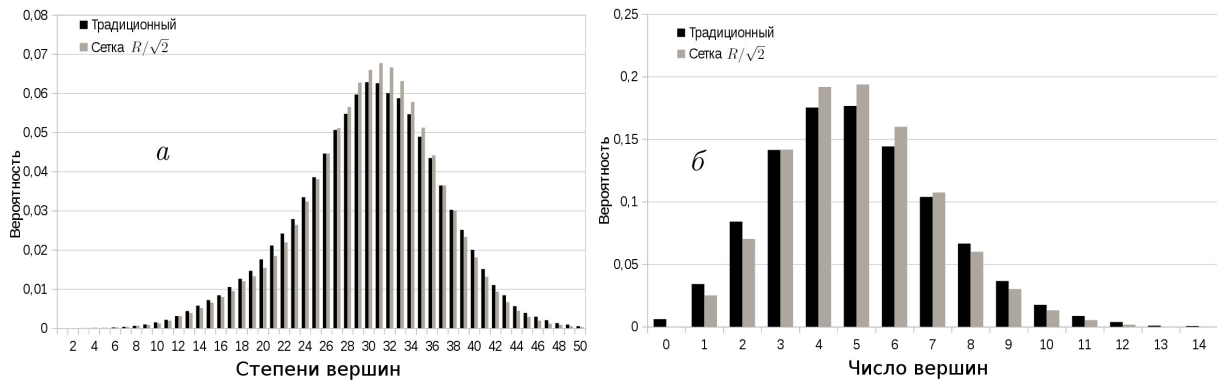 0,08
0,07
0,06
0,05
0,04
0,03
0,02
0,01
0
Вероятность
Традиционный
Сетка R/√2
а
2 4 6 8 10 12 14 16 18 20 22 24 26 28 30 32 34 36 38 40 42 44 46 48 50
Степени вершин
0,25
0,2
0,15
0,1
0,05
0
Вероятность
Традиционный
Сетка R/√2
б
0 1 2 3 4 5 6 7 8 9 10 11 12 13 14
Число вершин